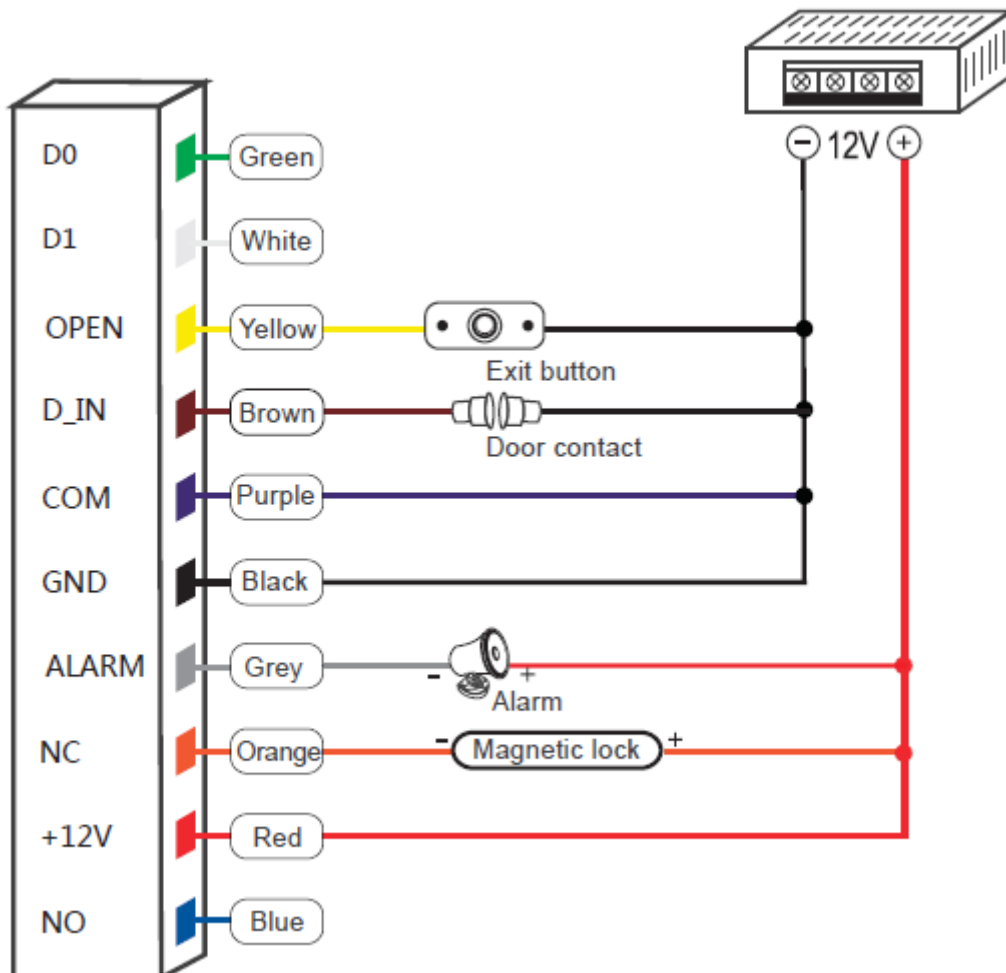 − 12V +
D0 Green
D1 White
OPEN Yellow
Exit button
D_IN Brown
Door contact
COM Purple
GND Black
ALARM Grey - +
Alarm
NC Orange - Magnetic lock +
+12V Red
NO Blue